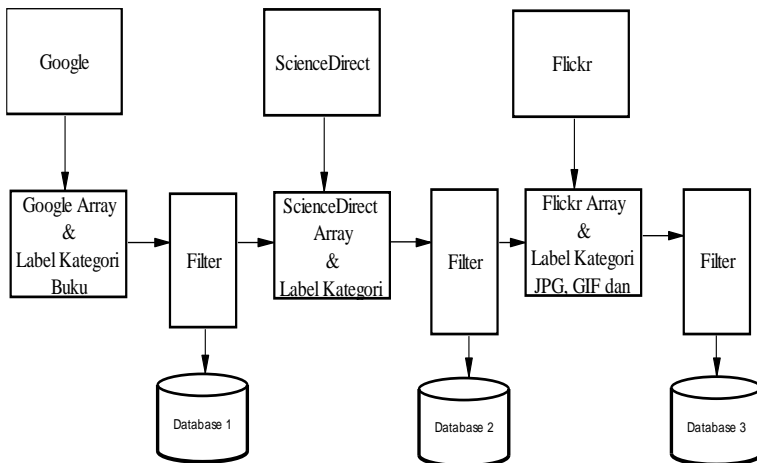 Google
ScienceDirect
Flickr
Google Array
&
Label Kategori
Buku
Filter
ScienceDirect
Array
&
Label Kategori
Filter
Flickr Array
&
Label Kategori
JPG, GIF dan
Filter
Database 1
Database 2
Database 3